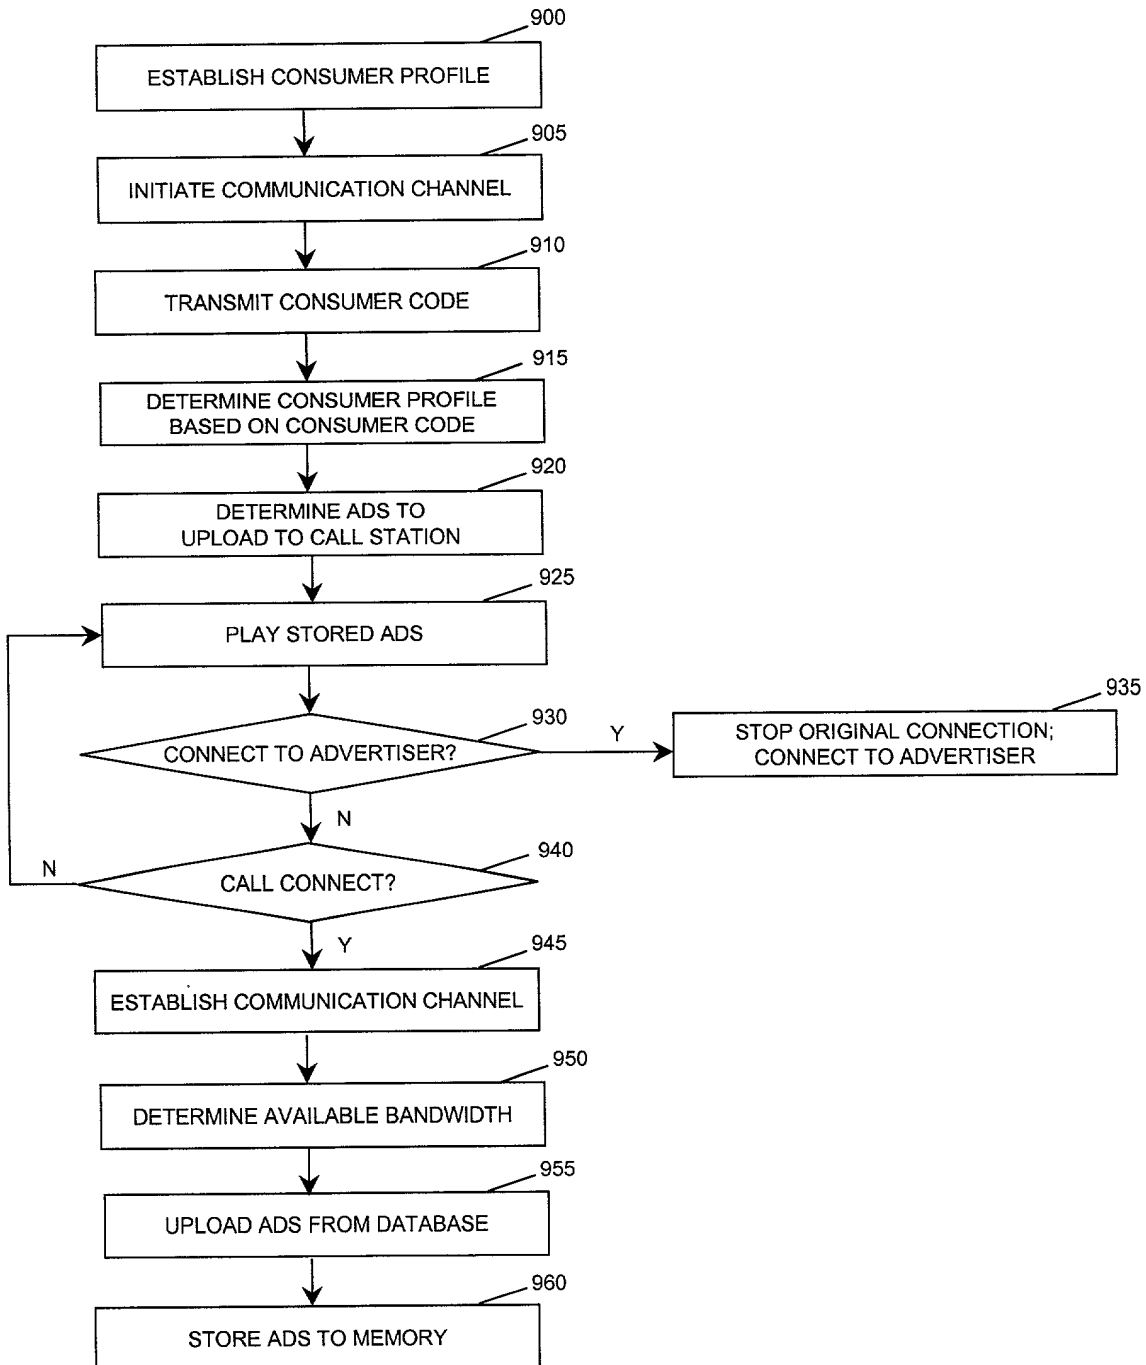 900
ESTABLISH CONSUMER PROFILE
905
INITIATE COMMUNICATION CHANNEL
910
TRANSMIT CONSUMER CODE
915
DETERMINE CONSUMER PROFILE
BASED ON CONSUMER CODE
920
DETERMINE ADS TO
UPLOAD TO CALL STATION
925
PLAY STORED ADS
930
CONNECT TO ADVERTISER?
Y
935
STOP ORIGINAL CONNECTION;
CONNECT TO ADVERTISER
N
940
CALL CONNECT?
N
Y
945
ESTABLISH COMMUNICATION CHANNEL
950
DETERMINE AVAILABLE BANDWIDTH
955
UPLOAD ADS FROM DATABASE
960
STORE ADS TO MEMORY